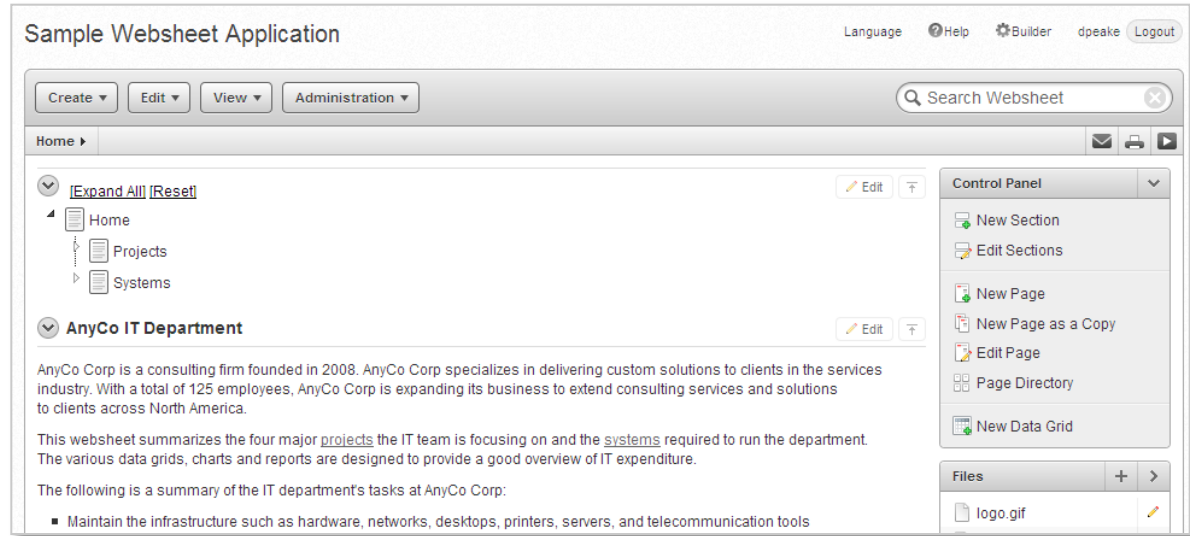 Sample Websheet Application
Language Help Builder dpeake Logout
Create Edit View Administration
Search Websheet
Home
[Expand All] [Reset]
Edit
Home
Projects
Systems
AnyCo IT Department
Edit
AnyCo Corp is a consulting firm founded in 2008. AnyCo Corp specializes in delivering custom solutions to clients in the services
industry. With a total of 125 employees, AnyCo Corp is expanding its business to extend consulting services and solutions
to clients across North America.
This websheet summarizes the four major projects the IT team is focusing on and the systems required to run the department.
The various data grids, charts and reports are designed to provide a good overview of IT expenditure.
The following is a summary of the IT department's tasks at AnyCo Corp:
Maintain the infrastructure such as hardware, networks, desktops, printers, servers, and telecommunication tools
Control Panel
New Section
Edit Sections
New Page
New Page as a Copy
Edit Page
Page Directory
New Data Grid
Files
logo.gif